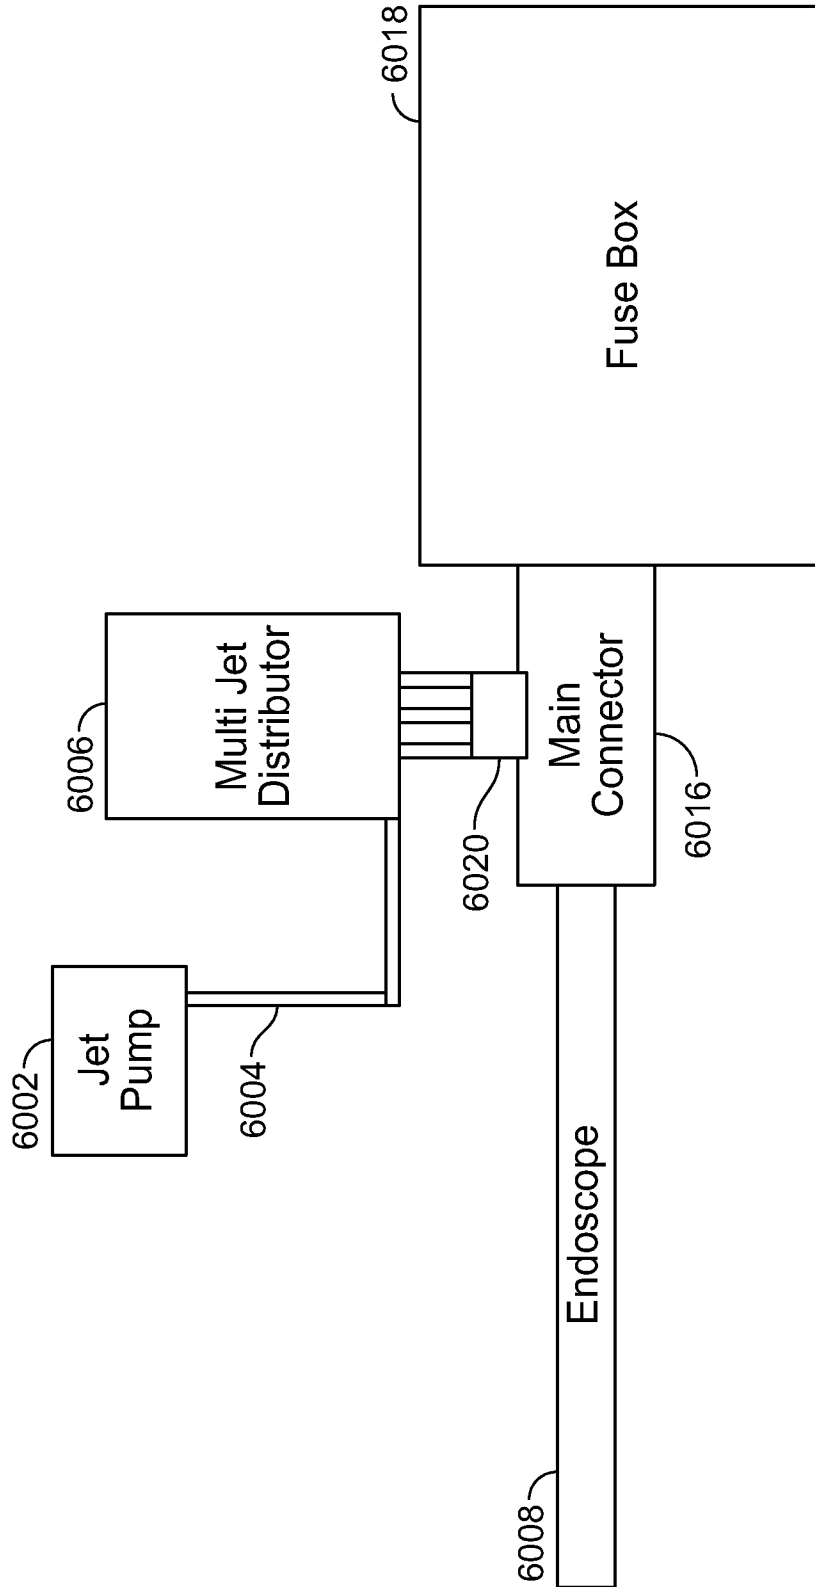 6002
Jet
Pump
6004
6006
Multi Jet
Distributor
6020
6008
Endoscope
Main
Connector
6016
6018
Fuse Box